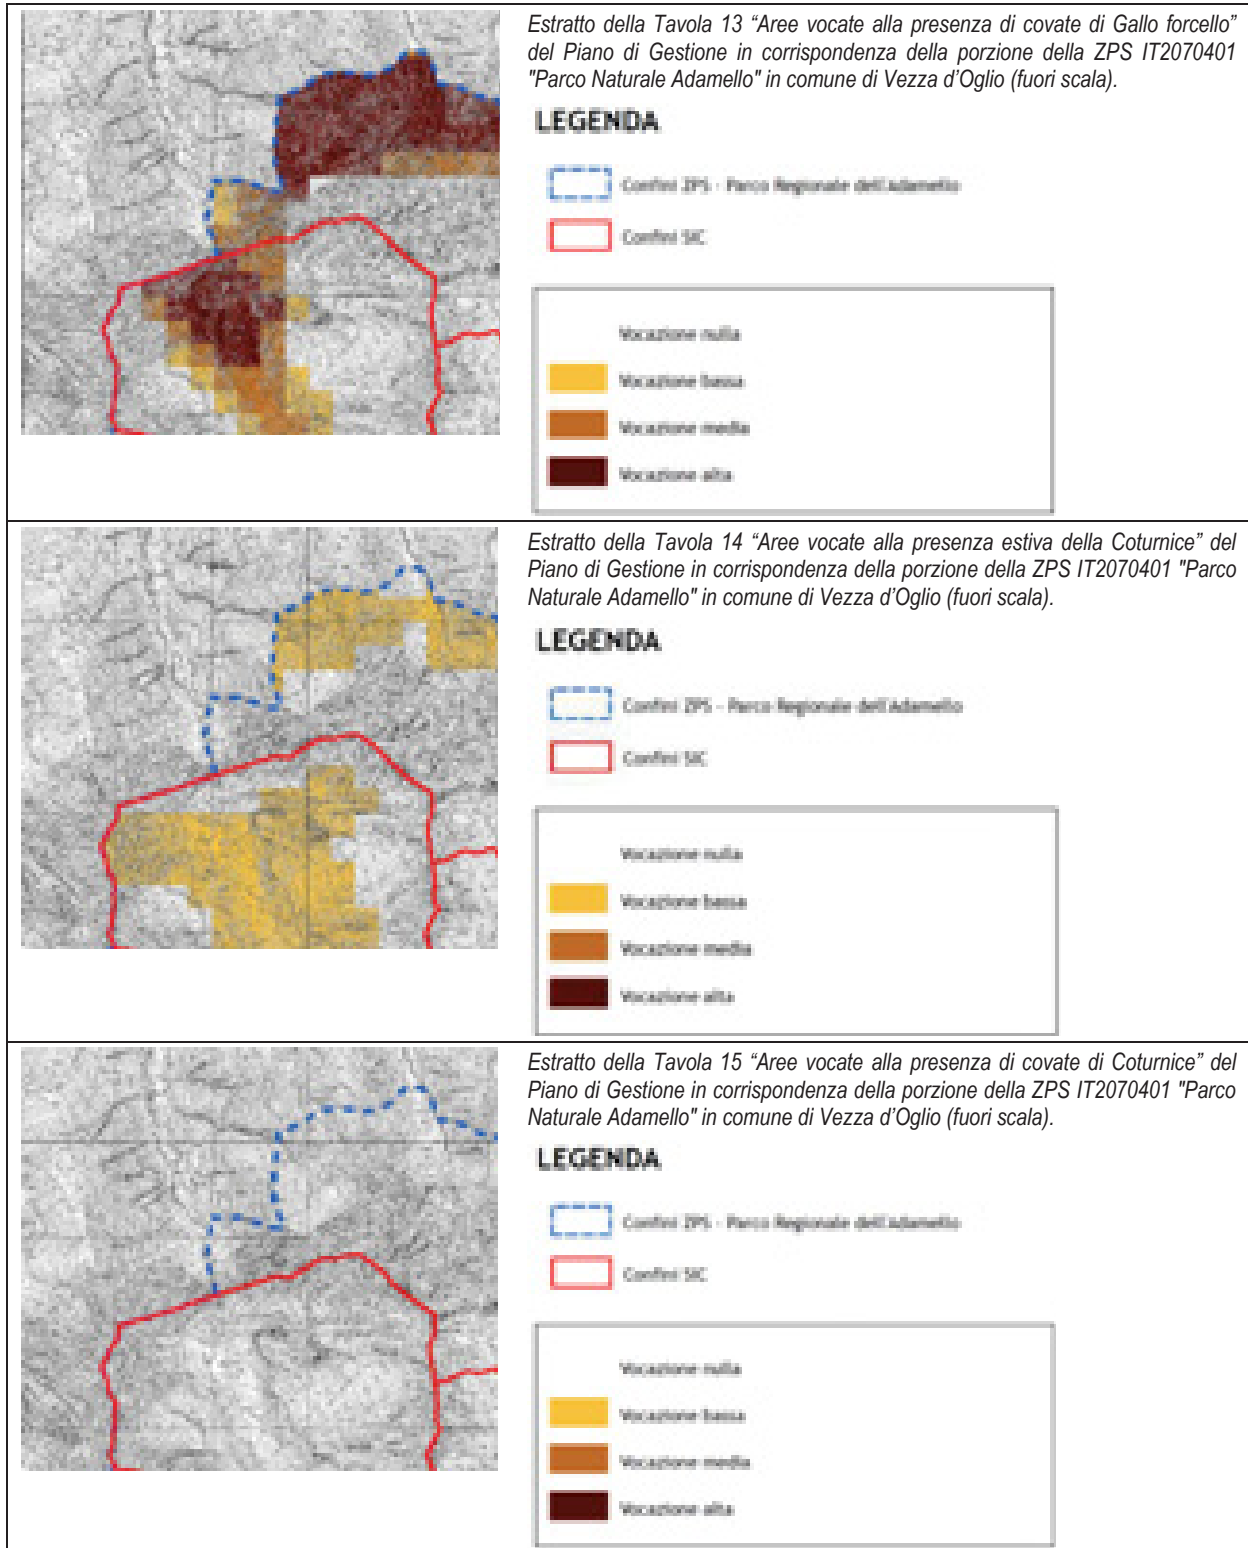 Estratto della Tavola 13 “Aree vocate alla presenza di covate di Gallo forcello”
del Piano di Gestione in corrispondenza della porzione della ZPS IT2070401
"Parco Naturale Adamello" in comune di Vezza d’Oglio (fuori scala).
LEGENDA
Confini ZPS - Parco Regionale dell'Adamello
Confini SIC
Vocazione nulla
Vocazione bassa
Vocazione media
Vocazione alta
Estratto della Tavola 14 “Aree vocate alla presenza estiva della Coturnice” del
Piano di Gestione in corrispondenza della porzione della ZPS IT2070401 "Parco
Naturale Adamello" in comune di Vezza d’Oglio (fuori scala).
LEGENDA
Confini ZPS - Parco Regionale dell'Adamello
Confini SIC
Vocazione nulla
Vocazione bassa
Vocazione media
Vocazione alta
Estratto della Tavola 15 “Aree vocate alla presenza di covate di Coturnice” del
Piano di Gestione in corrispondenza della porzione della ZPS IT2070401 "Parco
Naturale Adamello" in comune di Vezza d’Oglio (fuori scala).
LEGENDA
Confini ZPS - Parco Regionale dell'Adamello
Confini SIC
Vocazione nulla
Vocazione bassa
Vocazione media
Vocazione alta